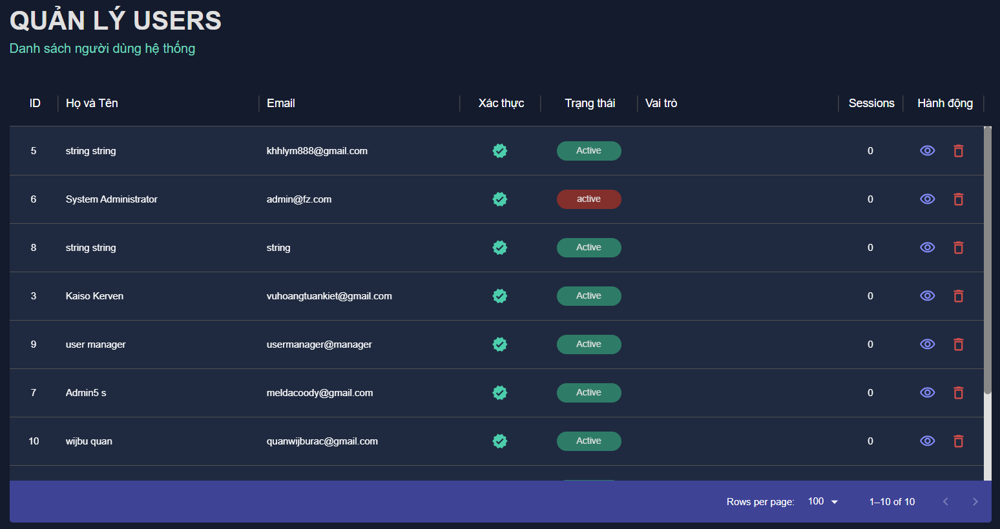 QUẢN LÝ USERS
Danh sách người dùng hệ thống
ID Họ và Tên Email Xác thực Trạng thái Vai trò Sessions Hành động
5 string string khhlym888@gmail.com Active 0
6 System Administrator admin@fz.com active 0
8 string string string Active 0
3 Kaiso Kerven vuhoangtuankiet@gmail.com Active 0
9 user manager usermanager@manager Active 0
7 Admin5 s meldacoody@gmail.com Active 0
10 wijbu quan quanwijburac@gmail.com Active 0
Rows per page: 100 1–10 of 10